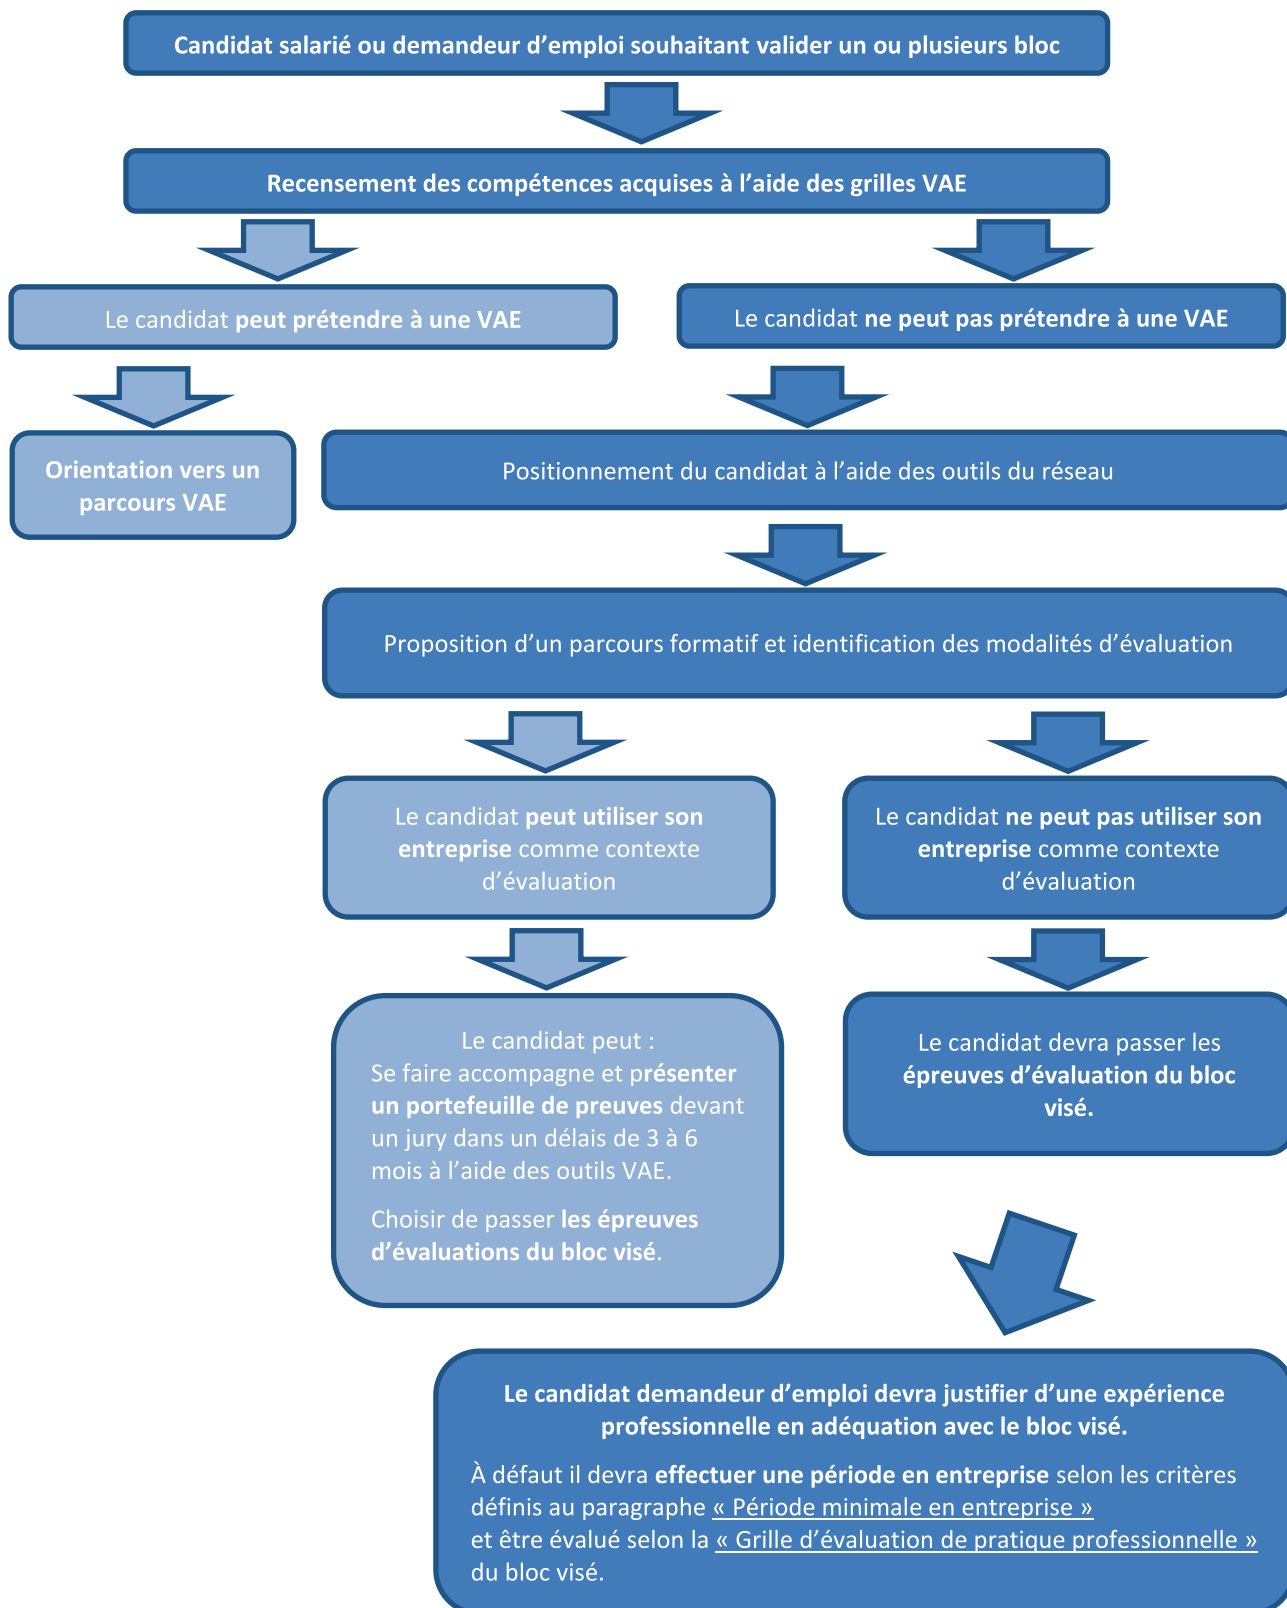 Candidat salarié ou demandeur d’emploi souhaitant valider un ou plusieurs bloc
Recensement des compétences acquises à l’aide des grilles VAE
Le candidat peut prétendre à une VAE
Le candidat ne peut pas prétendre à une VAE
Orientation vers un
parcours VAE
Positionnement du candidat à l’aide des outils du réseau
Proposition d’un parcours formatif et identification des modalités d’évaluation
Le candidat peut utiliser son
entreprise comme contexte
d’évaluation
Le candidat ne peut pas utiliser son
entreprise comme contexte
d’évaluation
Le candidat peut :
Se faire accompagne et présenter
un portefeuille de preuves devant
un jury dans un délais de 3 à 6
mois à l’aide des outils VAE.
Choisir de passer les épreuves
d’évaluations du bloc visé.
Le candidat devra passer les
épreuves d’évaluation du bloc
visé.
Le candidat demandeur d’emploi devra justifier d’une expérience
professionnelle en adéquation avec le bloc visé.
À défaut il devra effectuer une période en entreprise selon les critères
définis au paragraphe « Période minimale en entreprise »
et être évalué selon la « Grille d’évaluation de pratique professionnelle »
du bloc visé.